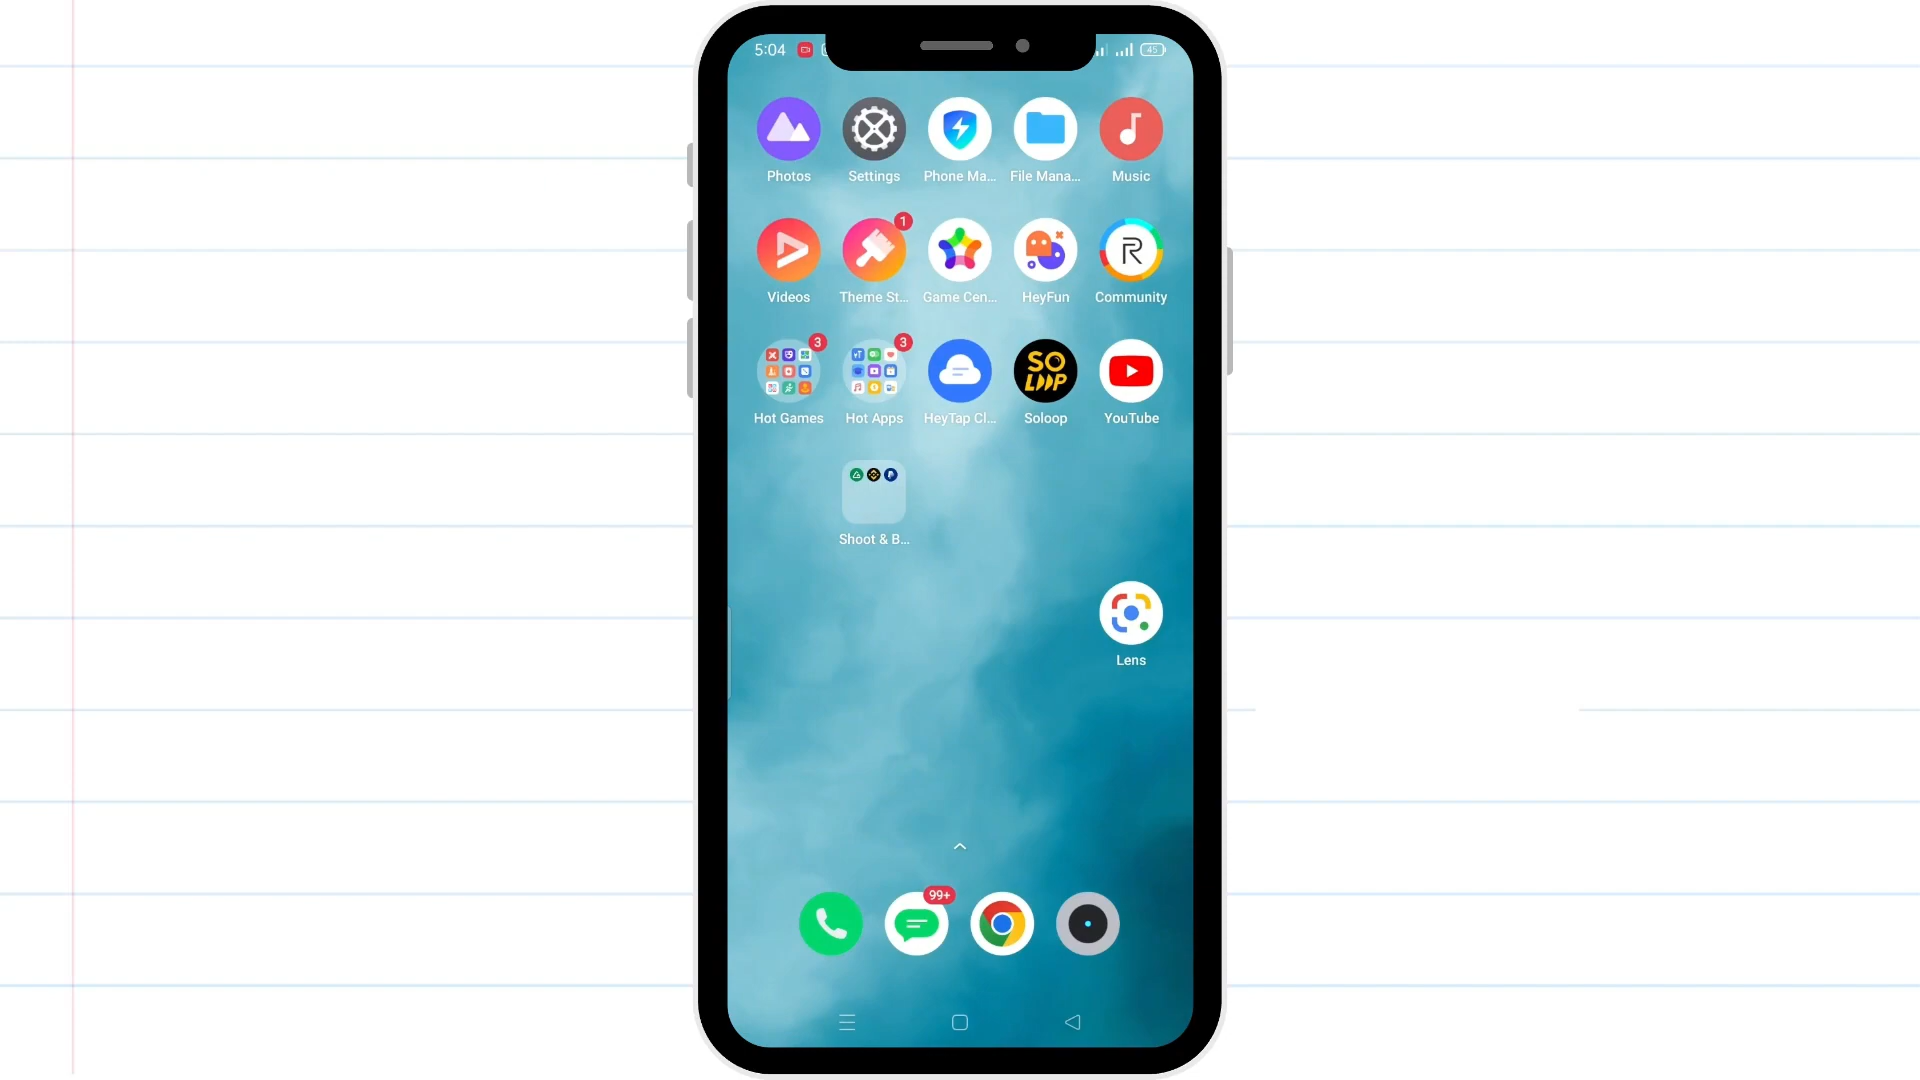 5:04
45
Photos Settings Phone Ma... File Mana... Music
1
Videos Theme St... Game Cen... HeyFun Community
3 3
SO
LOOP
Hot Games Hot Apps HeyTap Cl... Soloop YouTube
Shoot & B...
Lens
99+